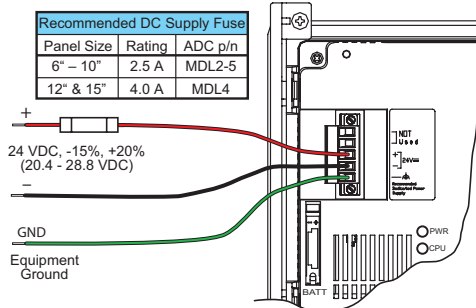 Recommended DC Supply Fuse
Panel Size Rating ADC p/n
6“ – 10” 2.5 A MDL2-5
12“ & 15” 4.0 A MDL4
+
24 VDC, -15%, +20%
(20.4 - 28.8 VDC)
–
GND
Equipment
Ground
NOT
Used
+
24V
–
Recommended
Dedicated Power
Supply
PWR
CPU
BATT